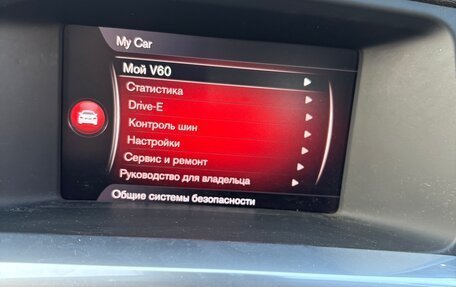 My Car
Мой V60
Статистика
Drive-E
Контроль шин
Настройки
Сервис и ремонт
Руководство для владельца
Общие системы безопасности